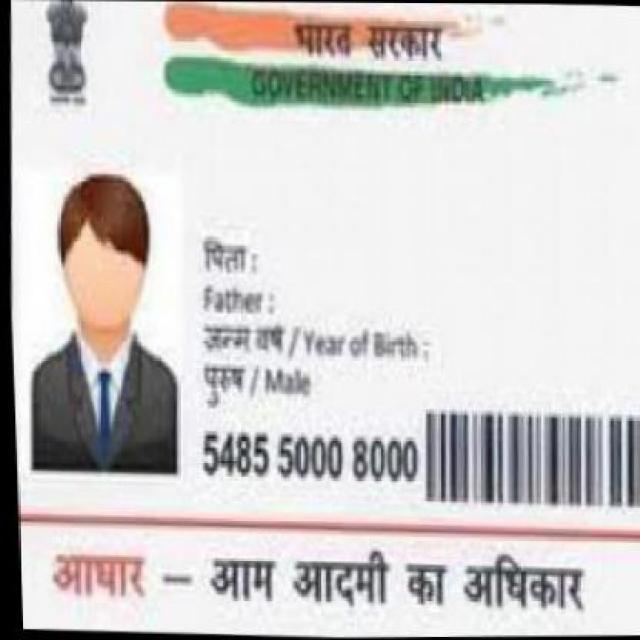 भारत सरकार
GOVERNMENT OF INDIA
पिता :
Father :
जन्म वर्ष / Year of Birth :
पुरुष / Male
5485 5000 8000
आधार – आम आदमी का अधिकार